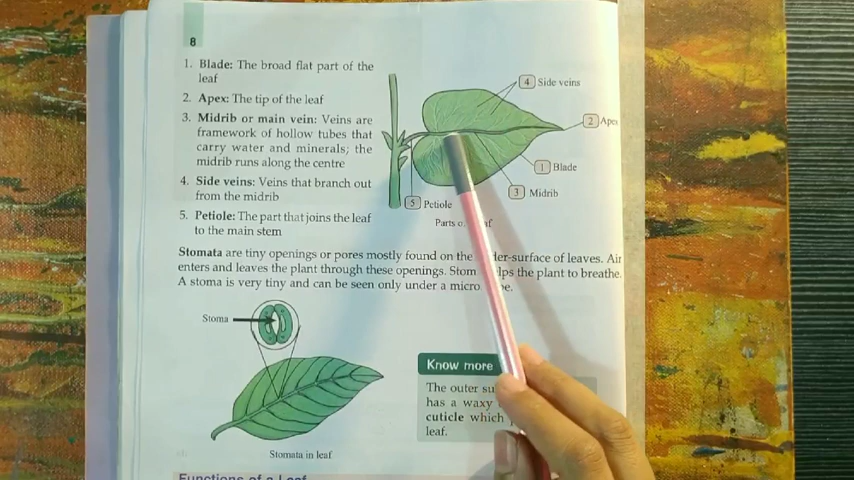 8
1. Blade: The broad flat part of the
leaf
2. Apex: The tip of the leaf
3. Midrib or main vein: Veins are
framework of hollow tubes that
carry water and minerals; the
midrib runs along the centre
4. Side veins: Veins that branch out
from the midrib
5. Petiole: The part that joins the leaf
to the main stem
4 Side veins
2 Apex
1 Blade
3 Midrib
5 Petiole
Parts
Stomata are tiny openings or pores mostly found on the surface of leaves. Air
enters and leaves the plant through these openings. the plant to breathe.
A stoma is very tiny and can be seen only under a
Stoma
Stomata in leaf
Know more
The outer
has a waxy
cuticle which
leaf.
Functions of a Leaf